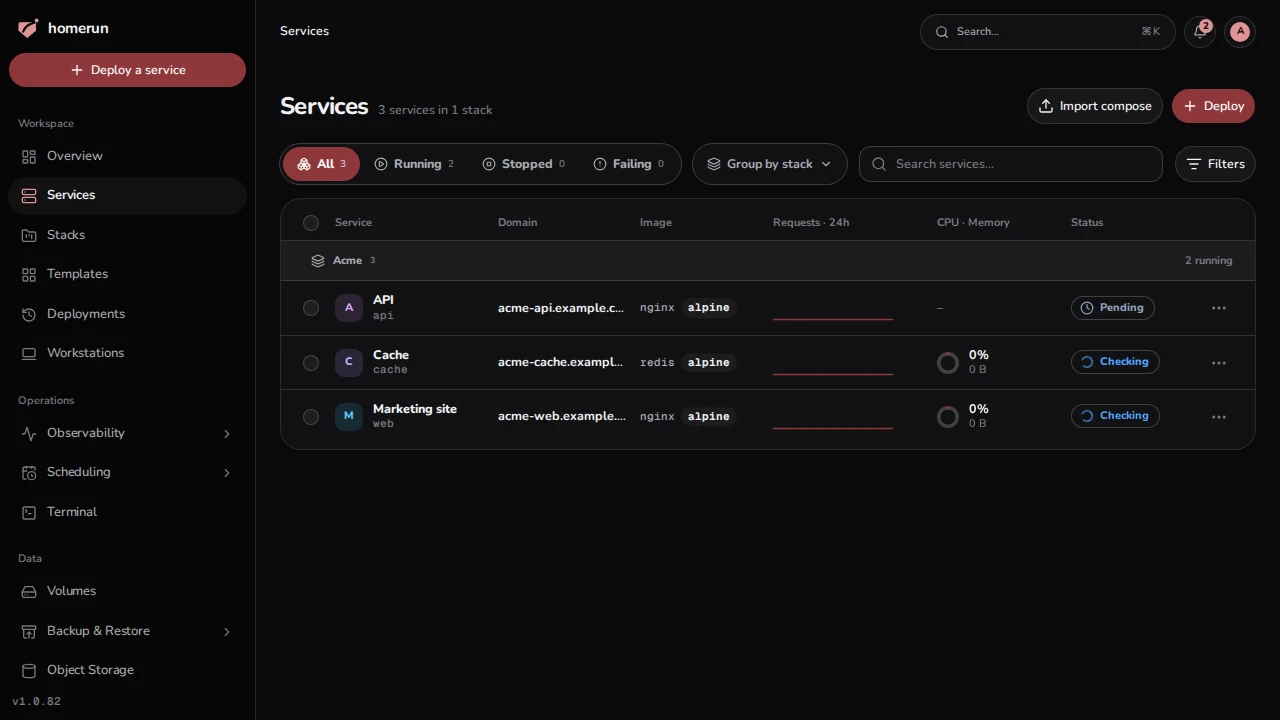 homerun
Deploy a service
Workspace
Overview
Services
Stacks
Templates
Deployments
Workstations
Operations
Observability
Scheduling
Terminal
Data
Volumes
Backup & Restore
Object Storage
v1.0.82
Services
Search... ⌘K
2
A
Services 3 services in 1 stack
Import compose
Deploy
All 3
Running 2
Stopped 0
Failing 0
Group by stack
Search services...
Filters
Service Domain Image Requests · 24h CPU · Memory Status
Acme 3 2 running
A API acme-api.example.c... nginx alpine – Pending
api
C Cache acme-cache.exampl... redis alpine 0% Checking
cache 0 B
M Marketing site acme-web.example.... nginx alpine 0% Checking
web 0 B